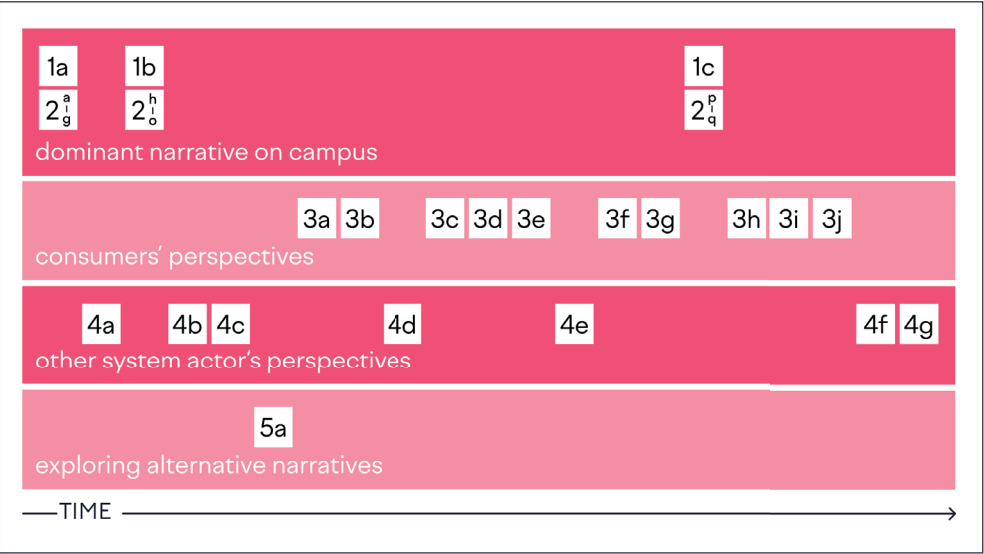 1a 1b 1c
2 a-g 2 h-o 2 p-q
dominant narrative on campus
3a 3b 3c 3d 3e 3f 3g 3h 3i 3j
consumers’ perspectives
4a 4b 4c 4d 4e 4f 4g
other system actor’s perspectives
5a
exploring alternative narratives
TIME